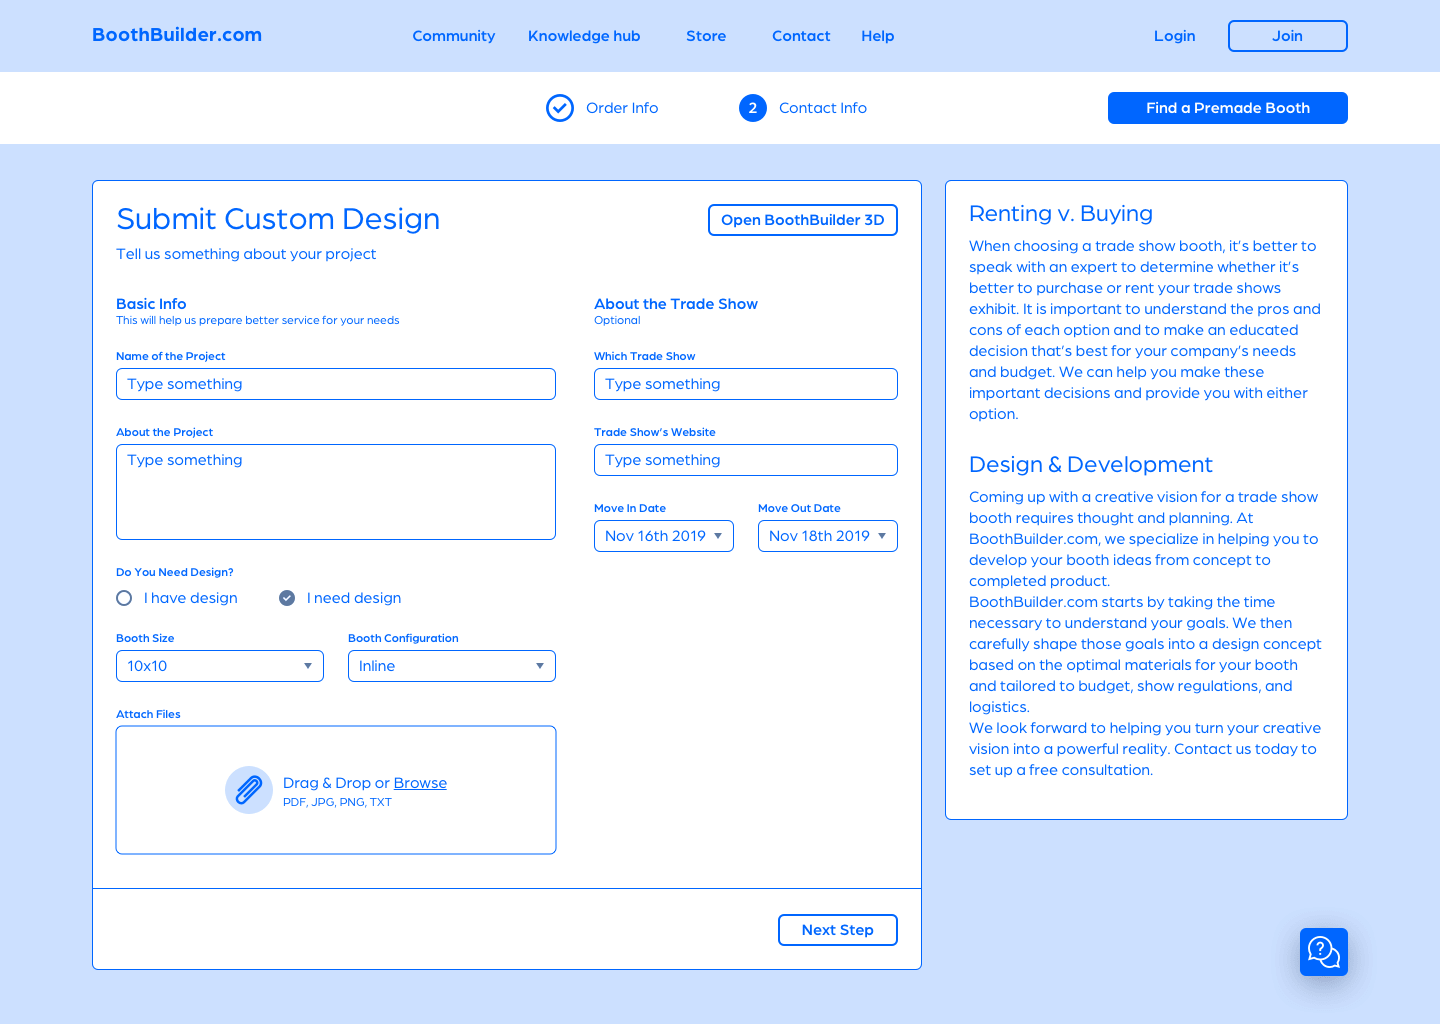 BoothBuilder.com
Community
Knowledge hub
Store
Contact
Help
Login
Join
Order Info
2
Contact Info
Find a Premade Booth
Submit Custom Design
Open BoothBuilder 3D
Tell us something about your project
Basic Info
This will help us prepare better service for your needs
Name of the Project
Type something
About the Project
Type something
Do You Need Design?
I have design
I need design
Booth Size
Booth Configuration
10x10
Inline
Attach Files
Drag & Drop or Browse
PDF, JPG, PNG, TXT
About the Trade Show
Optional
Which Trade Show
Type something
Trade Show’s Website
Type something
Move In Date
Move Out Date
Nov 16th 2019
Nov 18th 2019
Next Step
Renting v. Buying
When choosing a trade show booth, it’s better to
speak with an expert to determine whether it’s
better to purchase or rent your trade shows
exhibit. It is important to understand the pros and
cons of each option and to make an educated
decision that’s best for your company’s needs
and budget. We can help you make these
important decisions and provide you with either
option.
Design & Development
Coming up with a creative vision for a trade show
booth requires thought and planning. At
BoothBuilder.com, we specialize in helping you to
develop your booth ideas from concept to
completed product.
BoothBuilder.com starts by taking the time
necessary to understand your goals. We then
carefully shape those goals into a design concept
based on the optimal materials for your booth
and tailored to budget, show regulations, and
logistics.
We look forward to helping you turn your creative
vision into a powerful reality. Contact us today to
set up a free consultation.
?